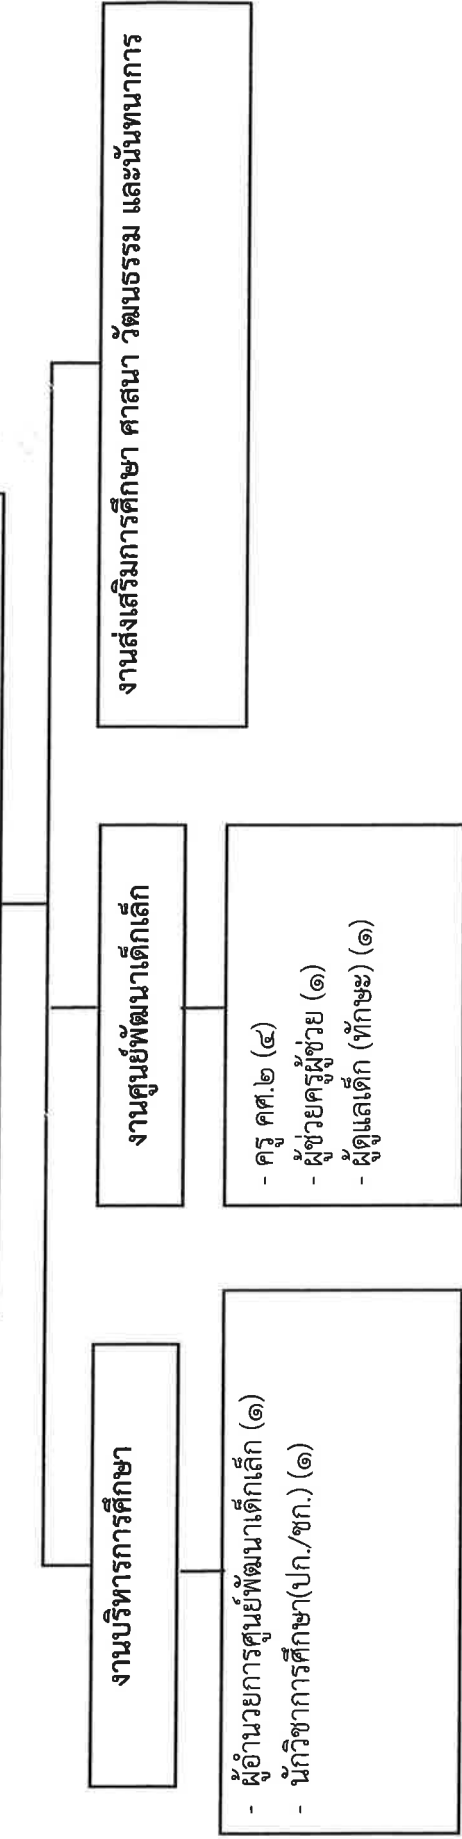 งานบริหารการศึกษา
- ผู้อำนวยการศูนย์พัฒนาเด็กเล็ก (๑)
- นักวิชาการศึกษา(ปก./ชก.) (๑)
งานศูนย์พัฒนาเด็กเล็ก
- ครู คศ.๒ (๔)
- ผู้ช่วยครูผู้ช่วย (๑)
- ผู้ดูแลเด็ก (ทักษะ) (๑)
งานส่งเสริมการศึกษา ศาสนา วัฒนธรรม และนันทนาการ